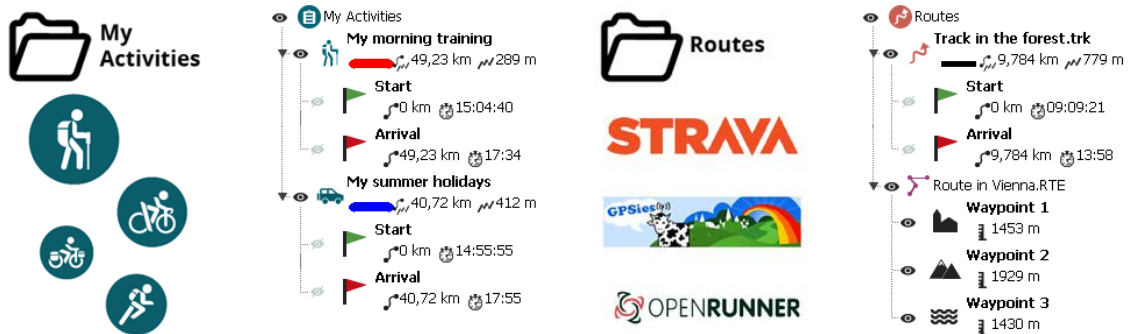 My
Activities
My Activities
My morning training
49,23 km 289 m
Start
0 km 15:04:40
Arrival
49,23 km 17:34
My summer holidays
40,72 km 412 m
Start
0 km 14:55:55
Arrival
40,72 km 17:55
Routes
STRAVA
GPSies
OPENRUNNER
Routes
Track in the forest.trk
9,784 km 779 m
Start
0 km 09:09:21
Arrival
9,784 km 13:58
Route in Vienna.RTE
Waypoint 1
1453 m
Waypoint 2
1929 m
Waypoint 3
1430 m